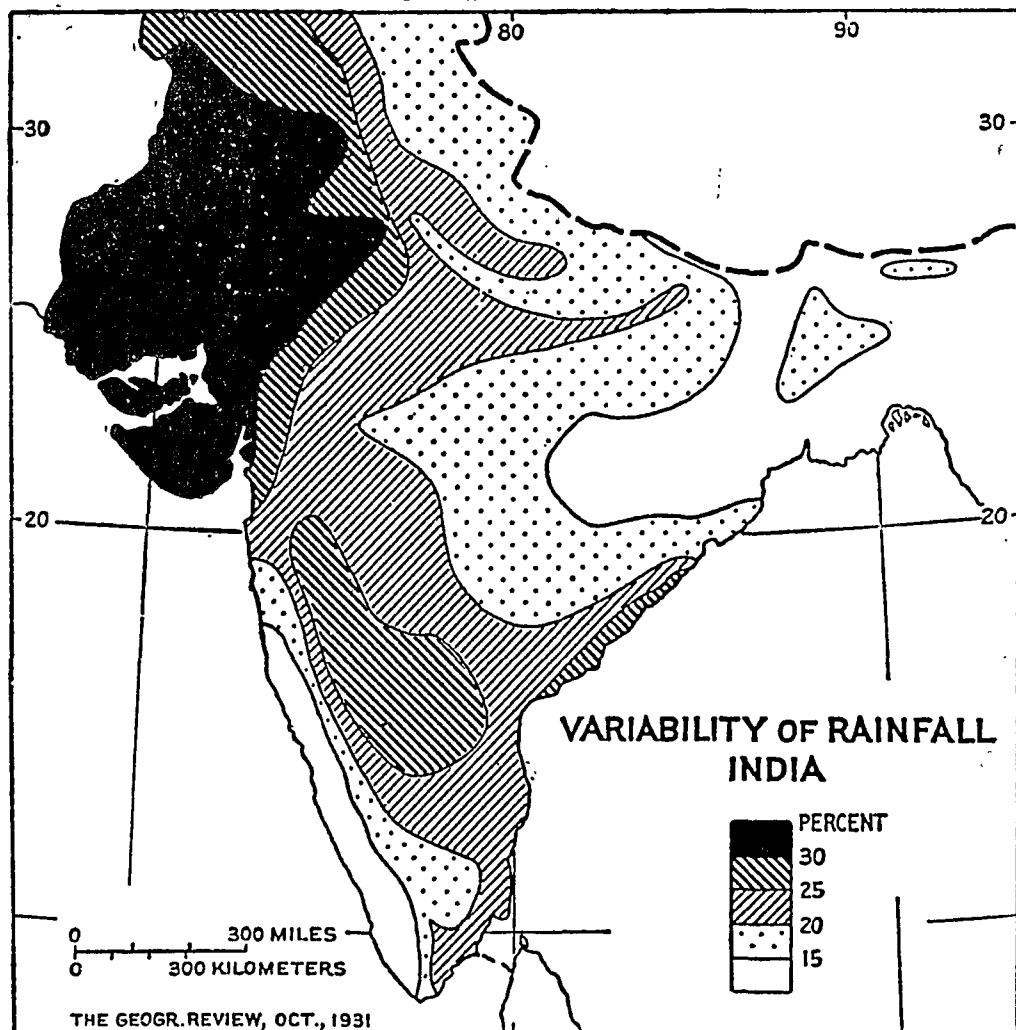 80 90
30 30
20 20
VARIABILITY OF RAINFALL
INDIA
PERCENT
30
25
20
15
0 300 MILES
0 300 KILOMETERS
THE GEOGR. REVIEW, OCT., 1931